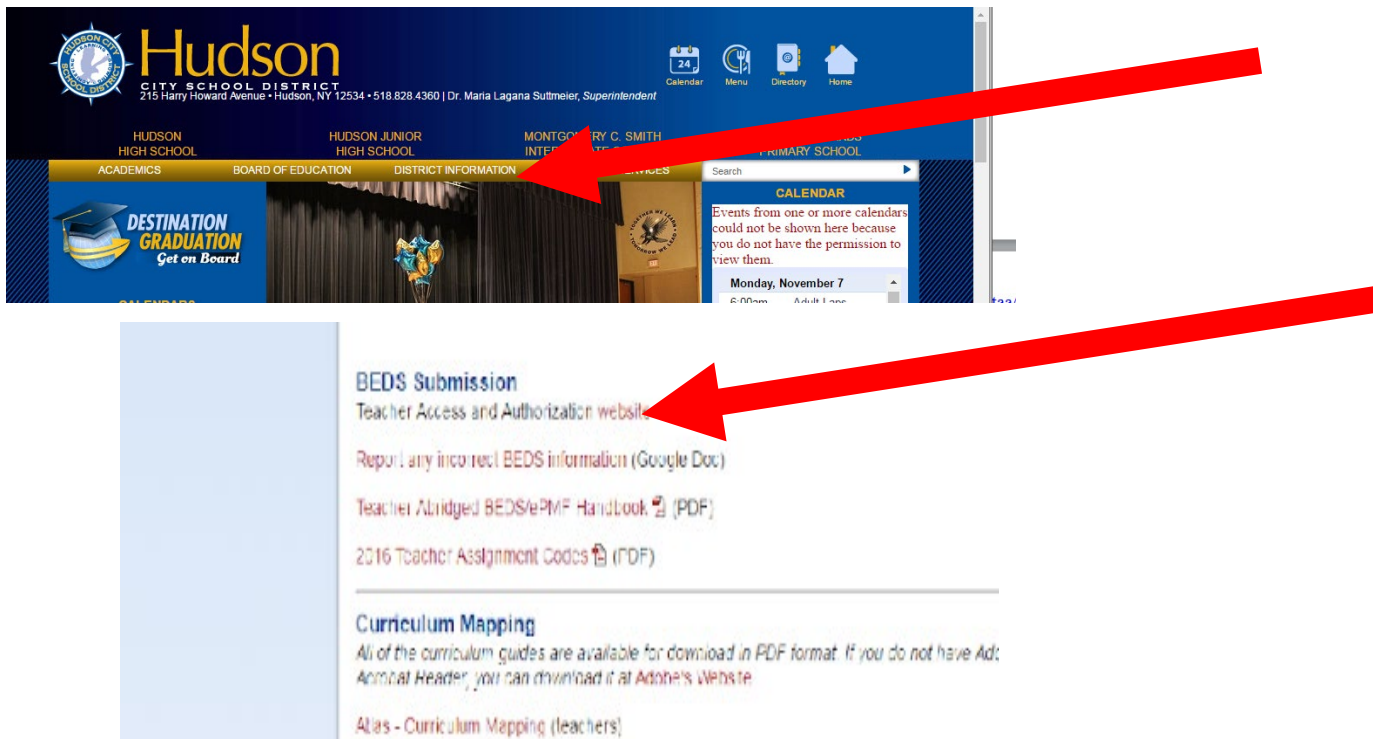 Hudson
CITY SCHOOL DISTRICT
215 Harry Howard Avenue • Hudson, NY 12534 • 518.828.4360 | Dr. Maria Lagana Suttmeier, Superintendent
HUDSON CITY SCHOOL DISTRICT
24
Calendar
Menu
Directory
Home
HUDSON
HIGH SCHOOL
HUDSON JUNIOR
HIGH SCHOOL
MONTGOMERY C. SMITH
PRIMARY SCHOOL
ACADEMICS
BOARD OF EDUCATION
DISTRICT INFORMATION
Search
DESTINATION
GRADUATION
Get on Board
CALENDAR
Events from one or more calendars
could not be shown here because
you do not have the permission to
view them.
Monday, November 7
BEDS Submission
Teacher Access and Authorization website
Report any incorrect BEDS information (Google Doc)
Teacher Abridged BEDS/ePMF Handbook (PDF)
2016 Teacher Assignment Codes (PDF)
Curriculum Mapping
All of the curriculum guides are available for download in PDF format. If you do not have
Acrobat Reader, you can download it at Adobe's Website
Atlas - Curriculum Mapping (teachers)